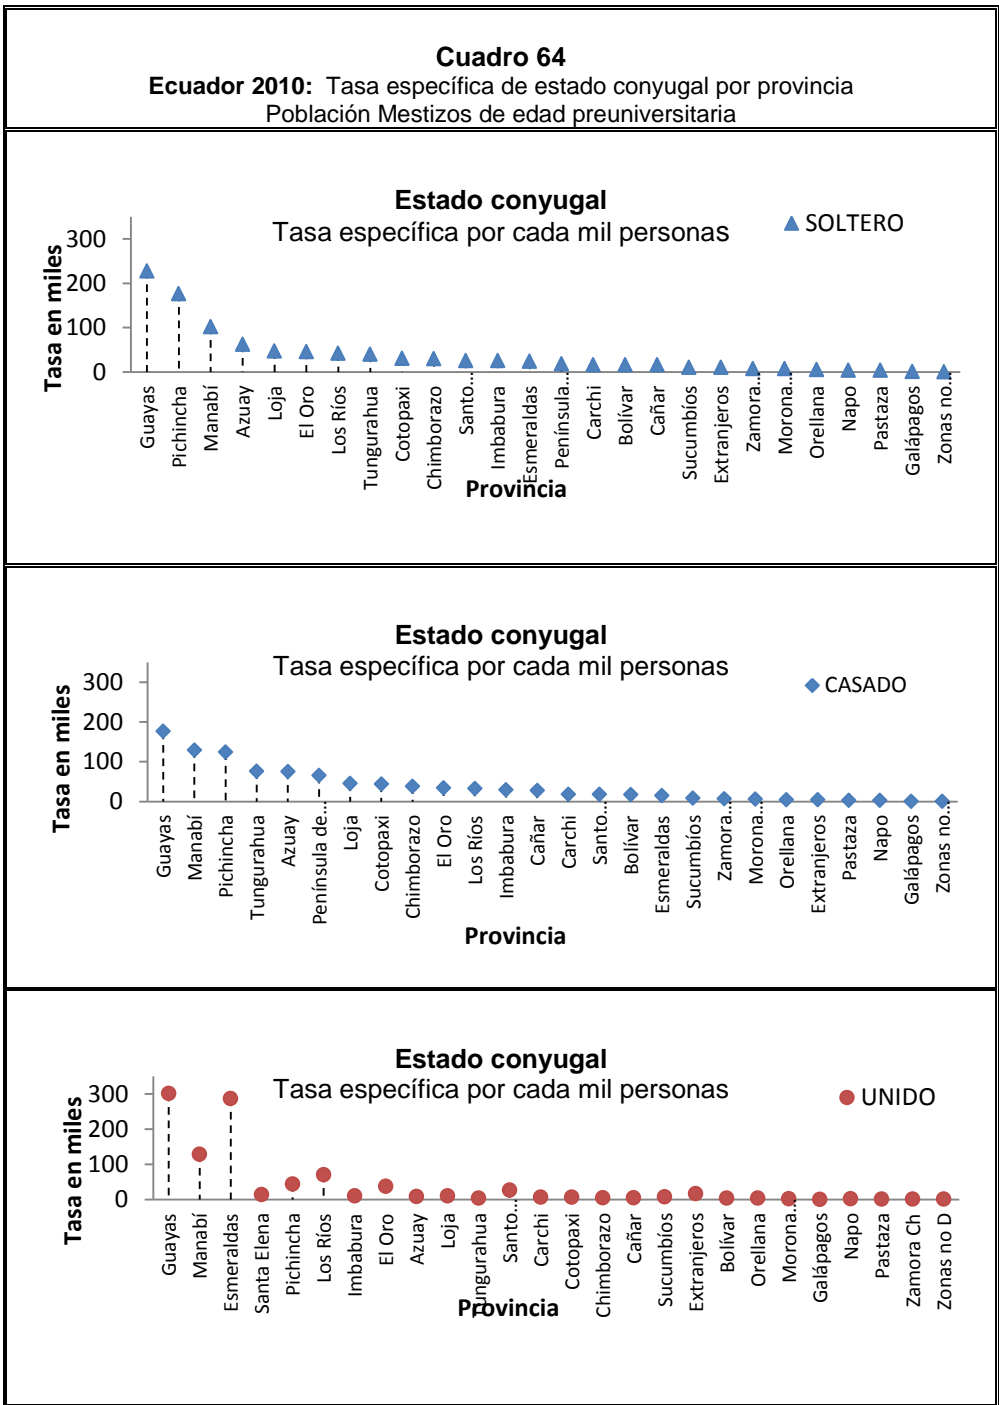 Cuadro 64
Ecuador 2010: Tasa específica de estado conyugal por provincia
Población Mestizos de edad preuniversitaria
Estado conyugal
Tasa específica por cada mil personas
SOLTERO
Tasa en miles
300
200
100
0
Guayas
Pichincha
Manabí
Azuay
Loja
El Oro
Los Ríos
Tungurahua
Cotopaxi
Chimborazo
Santo…
Imbabura
Esmeraldas
Península…
Carchi
Bolívar
Cañar
Sucumbíos
Extranjeros
Zamora…
Morona…
Orellana
Napo
Pastaza
Galápagos
Zonas no…
Provincia
Estado conyugal
Tasa específica por cada mil personas
CASADO
Tasa en miles
300
200
100
0
Guayas
Manabí
Pichincha
Tungurahua
Azuay
Península de…
Loja
Cotopaxi
Chimborazo
El Oro
Los Ríos
Imbabura
Cañar
Carchi
Santo…
Bolívar
Esmeraldas
Sucumbíos
Zamora…
Morona…
Orellana
Extranjeros
Pastaza
Napo
Galápagos
Zonas no…
Provincia
Estado conyugal
Tasa específica por cada mil personas
UNIDO
Tasa en miles
300
200
100
0
Guayas
Manabí
Esmeraldas
Santa Elena
Pichincha
Los Ríos
Imbabura
El Oro
Azuay
Loja
Tungurahua
Santo…
Carchi
Cotopaxi
Chimborazo
Cañar
Sucumbíos
Extranjeros
Bolívar
Orellana
Morona…
Galápagos
Napo
Pastaza
Zamora Ch
Zonas no D
Provincia